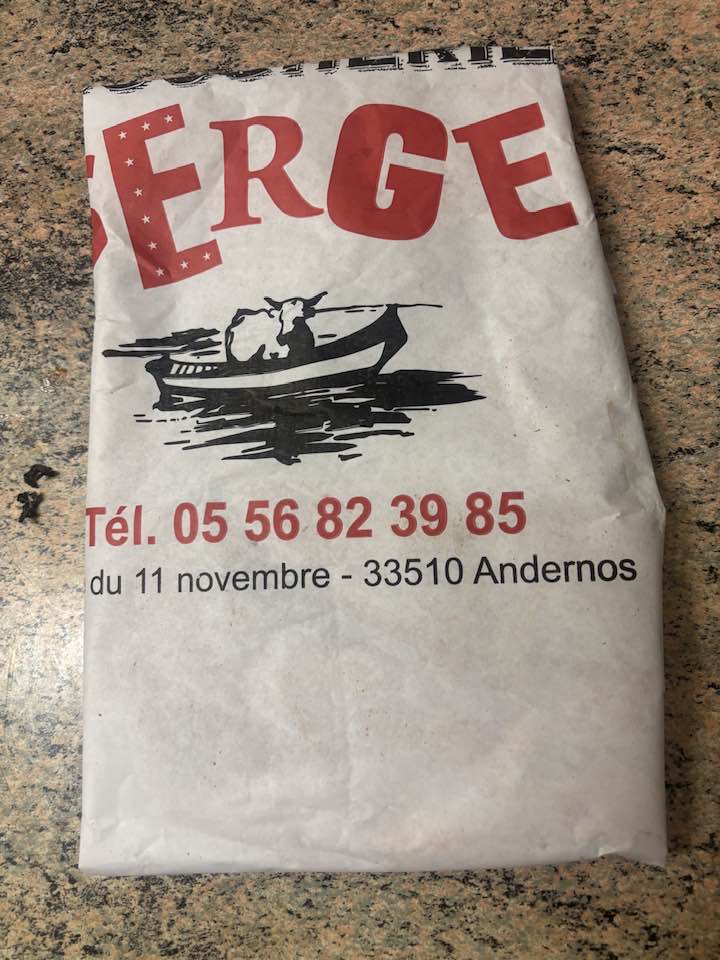 SERGE
Tél. 05 56 82 39 85
du 11 novembre - 33510 Andernos